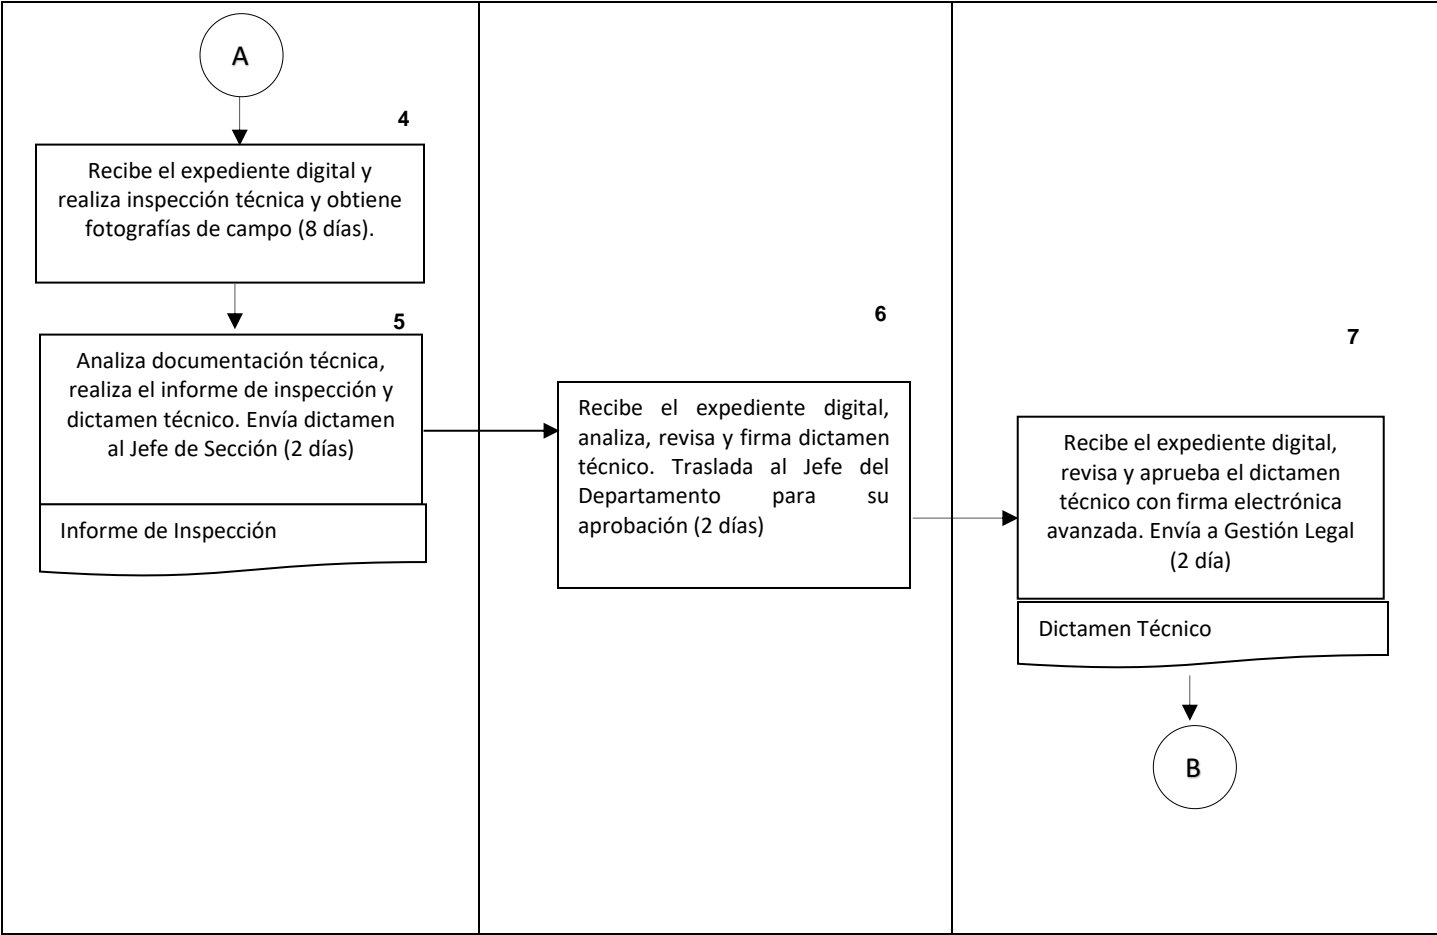 A
4
Recibe el expediente digital y
realiza inspección técnica y obtiene
fotografías de campo (8 días).
5
Analiza documentación técnica,
realiza el informe de inspección y
dictamen técnico. Envía dictamen
al Jefe de Sección (2 días)
Informe de Inspección
6
Recibe el expediente digital,
analiza, revisa y firma dictamen
técnico. Traslada al Jefe del
Departamento para su
aprobación (2 días)
7
Recibe el expediente digital,
revisa y aprueba el dictamen
técnico con firma electrónica
avanzada. Envía a Gestión Legal
(2 día)
Dictamen Técnico
B